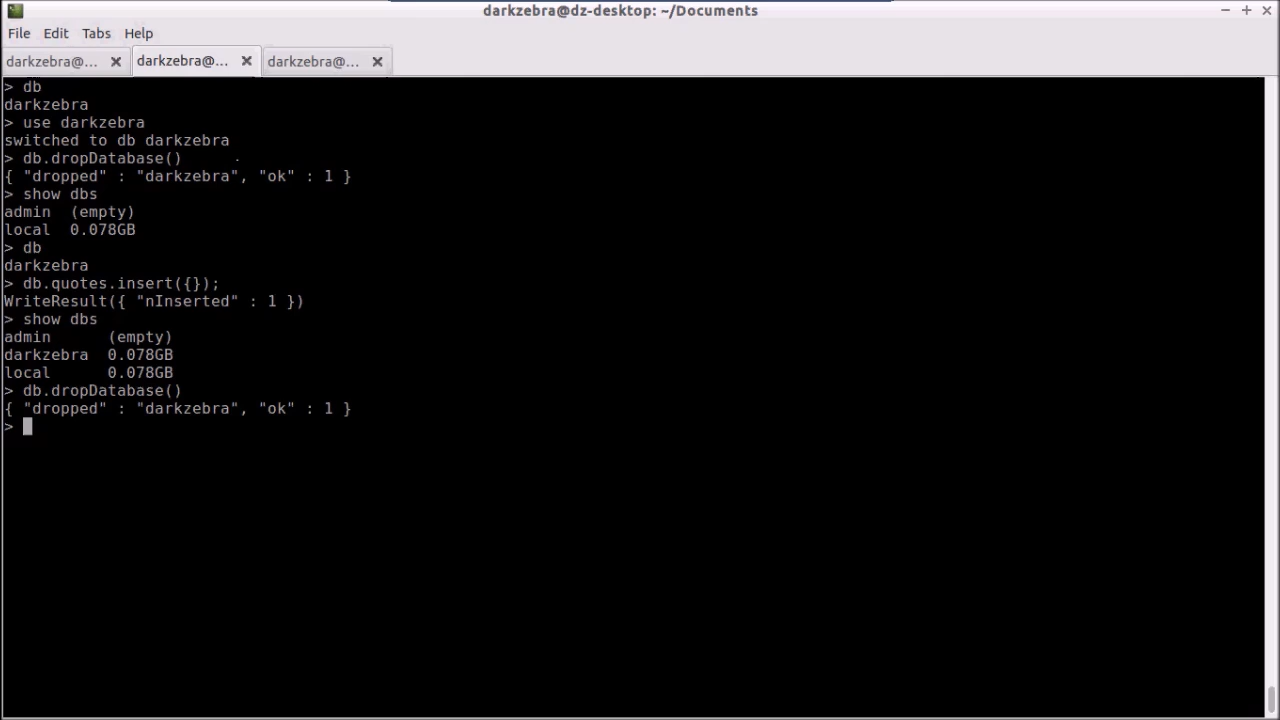 darkzebra@dz-desktop: ~/Documents
File Edit Tabs Help
darkzebra@... darkzebra@... darkzebra@...
> db
darkzebra
> use darkzebra
switched to db darkzebra
> db.dropDatabase()
{ "dropped" : "darkzebra", "ok" : 1 }
> show dbs
admin  (empty)
local  0.078GB
> db
darkzebra
> db.quotes.insert({});
WriteResult({ "nInserted" : 1 })
> show dbs
admin      (empty)
darkzebra  0.078GB
local      0.078GB
> db.dropDatabase()
{ "dropped" : "darkzebra", "ok" : 1 }
>